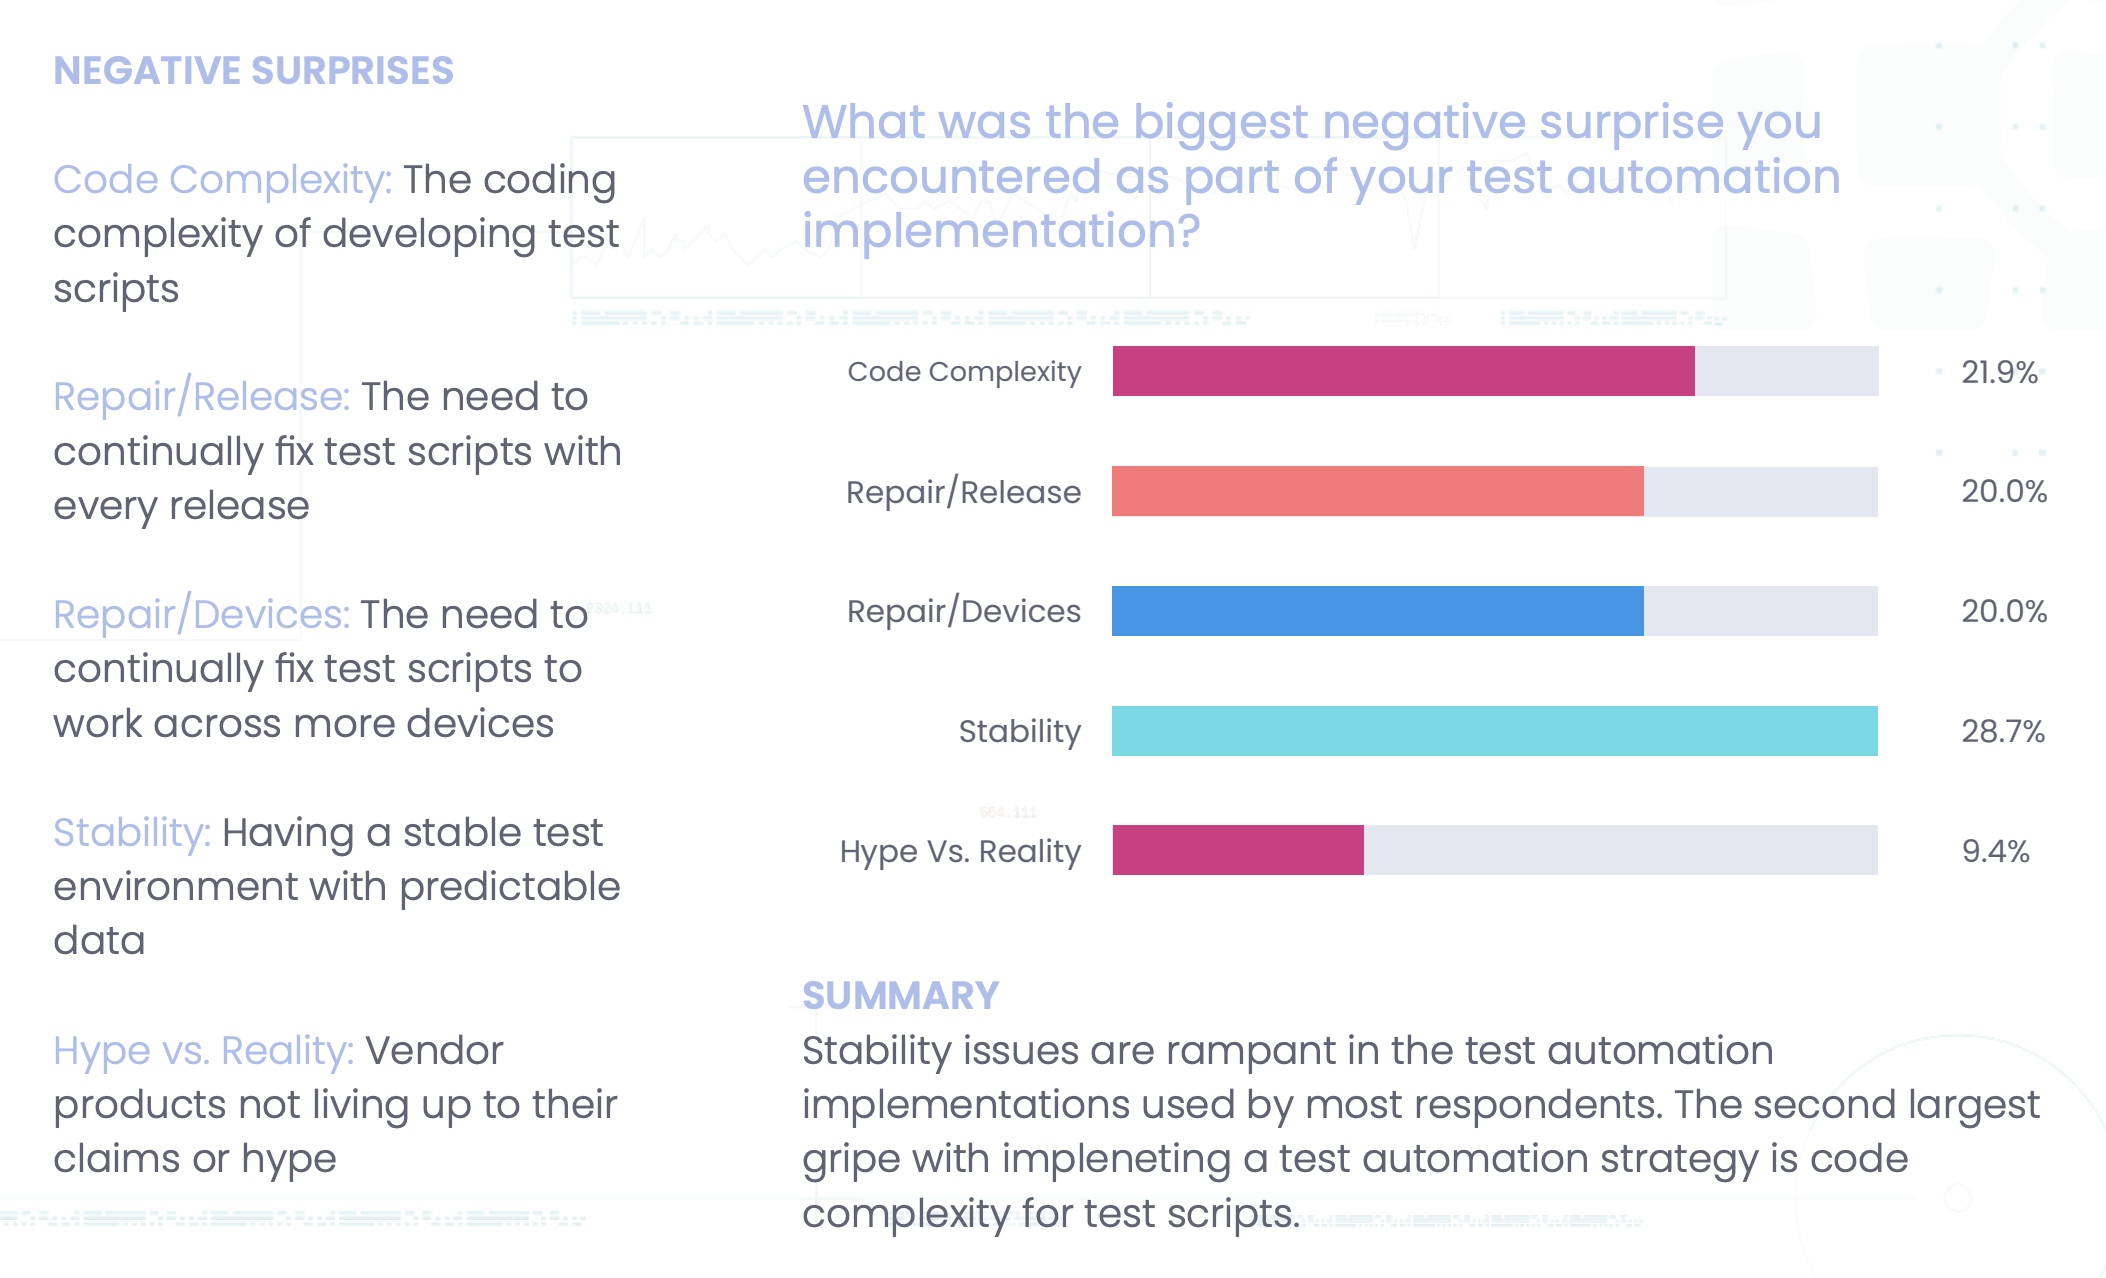 NEGATIVE SURPRISES
Code Complexity: The coding
complexity of developing test
scripts
Repair/Release: The need to
continually fix test scripts with
every release
Repair/Devices: The need to
continually fix test scripts to
work across more devices
Stability: Having a stable test
environment with predictable
data
Hype vs. Reality: Vendor
products not living up to their
claims or hype
What was the biggest negative surprise you
encountered as part of your test automation
implementation?
Code Complexity 21.9%
Repair/Release 20.0%
Repair/Devices 20.0%
Stability 28.7%
564.111
Hype Vs. Reality 9.4%
SUMMARY
Stability issues are rampant in the test automation
implementations used by most respondents. The second largest
gripe with impleneting a test automation strategy is code
complexity for test scripts.